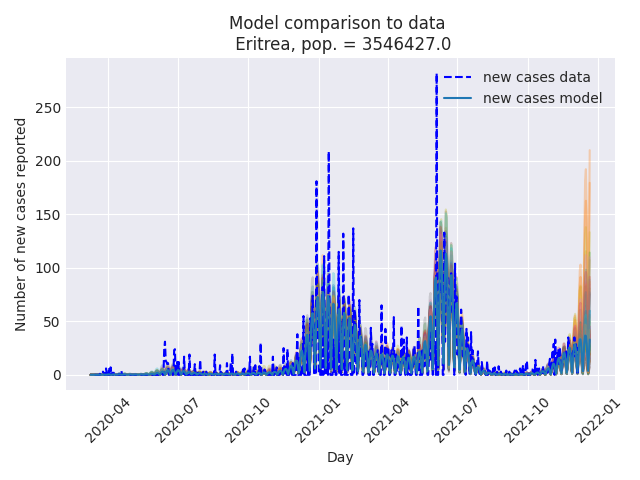 Model comparison to data
Eritrea, pop. = 3546427.0
new cases data
new cases model
Number of new cases reported
250
200
150
100
50
0
2020-04
2020-07
2020-10
2021-01
2021-04
2021-07
2021-10
2022-01
Day